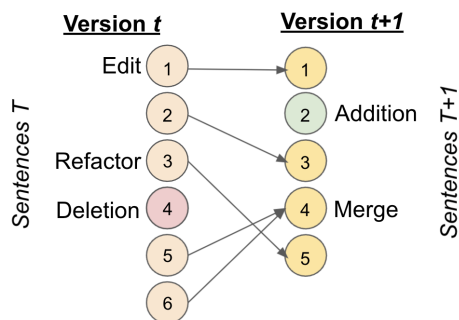 Version t
Version t+1
Edit 1 1
2 2 Addition
Refactor 3 3
Deletion 4 4 Merge
5 5
6
Sentences T
Sentences T+1